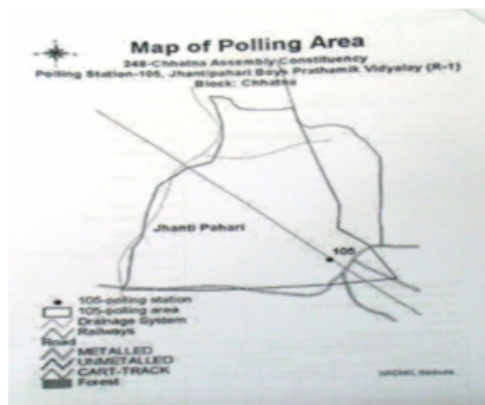 Map of Polling Area
248-Chhatna Assembly Constituency
Polling Station-105, Jhantipahari Boys Prathamik Vidyalay (R-1)
Block: Chhatna
Jhanti Pahari
105
105-polling station
105-polling area
Drainage System
Railways
Road
METALLED
UNMETALLED
CART-TRACK
Forest